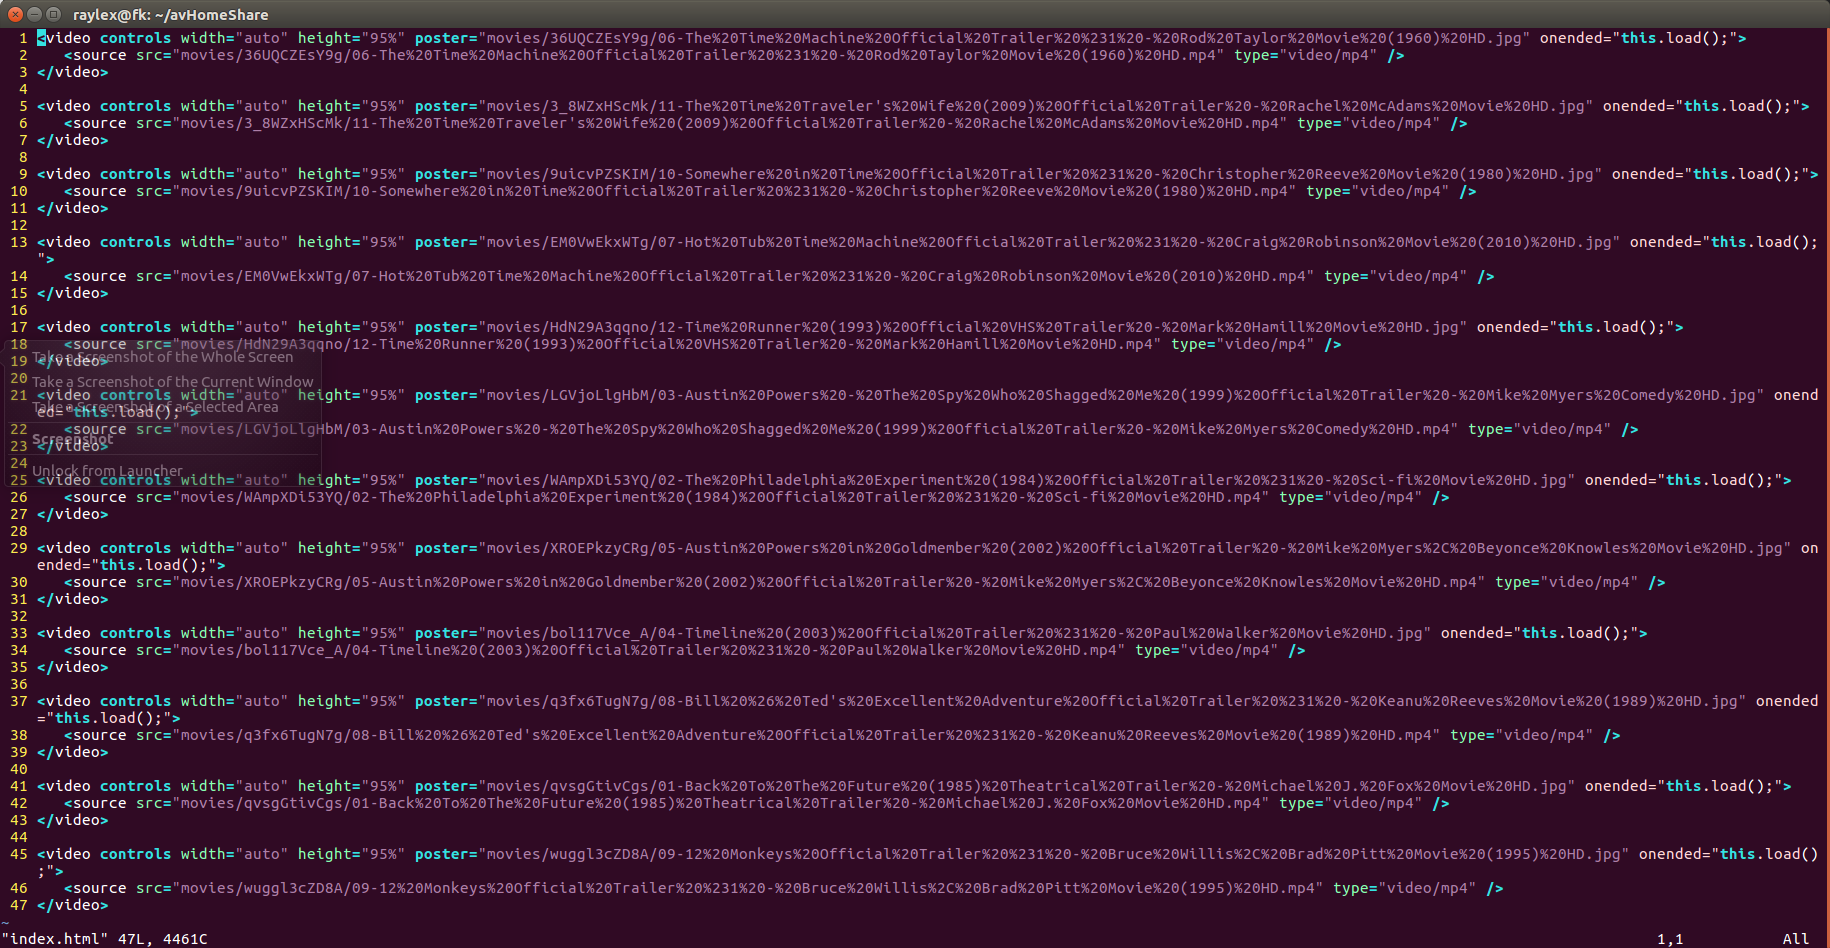 raylex@fk: ~/avHomeShare
1 <video controls width="auto" height="95%" poster="movies/36UQCZEsY9g/06-The%20Time%20Machine%20Official%20Trailer%20%231%20-%20Rod%20Taylor%20Movie%20(1960)%20HD.jpg" onended="this.load();">
2 <source src="movies/36UQCZEsY9g/06-The%20Time%20Machine%20Official%20Trailer%20%231%20-%20Rod%20Taylor%20Movie%20(1960)%20HD.mp4" type="video/mp4" />
3 </video>
4
5 <video controls width="auto" height="95%" poster="movies/3_8WZxHScMk/11-The%20Time%20Traveler's%20Wife%20(2009)%20Official%20Trailer%20-%20Rachel%20McAdams%20Movie%20HD.jpg" onended="this.load();">
6 <source src="movies/3_8WZxHScMk/11-The%20Time%20Traveler's%20Wife%20(2009)%20Official%20Trailer%20-%20Rachel%20McAdams%20Movie%20HD.mp4" type="video/mp4" />
7 </video>
8
9 <video controls width="auto" height="95%" poster="movies/9uicvPZSKIM/10-Somewhere%20in%20Time%20Official%20Trailer%20%231%20-%20Christopher%20Reeve%20Movie%20(1980)%20HD.jpg" onended="this.load();">
10 <source src="movies/9uicvPZSKIM/10-Somewhere%20in%20Time%20Official%20Trailer%20%231%20-%20Christopher%20Reeve%20Movie%20(1980)%20HD.mp4" type="video/mp4" />
11 </video>
12
13 <video controls width="auto" height="95%" poster="movies/EM0VwEkxWTg/07-Hot%20Tub%20Time%20Machine%20Official%20Trailer%20%231%20-%20Craig%20Robinson%20Movie%20(2010)%20HD.jpg" onended="this.load();
">
14 <source src="movies/EM0VwEkxWTg/07-Hot%20Tub%20Time%20Machine%20Official%20Trailer%20%231%20-%20Craig%20Robinson%20Movie%20(2010)%20HD.mp4" type="video/mp4" />
15 </video>
16
17 <video controls width="auto" height="95%" poster="movies/HdN29A3qqno/12-Time%20Runner%20(1993)%20Official%20VHS%20Trailer%20-%20Mark%20Hamill%20Movie%20HD.jpg" onended="this.load();">
18 <source src="movies/HdN29A3qqno/12-Time%20Runner%20(1993)%20Official%20VHS%20Trailer%20-%20Mark%20Hamill%20Movie%20HD.mp4" type="video/mp4" />
Take a Screenshot of the Whole Screen
19 </video>
20
Take a Screenshot of the Current Window
21 <video controls width="auto" height="95%" poster="movies/LGVjoLlgHbM/03-Austin%20Powers%20-%20The%20Spy%20Who%20Shagged%20Me%20(1999)%20Official%20Trailer%20-%20Mike%20Myers%20Comedy%20HD.jpg" onend
Take a Screenshot of a Selected Area
ed="this.load();">
22 <source src="movies/LGVjoLlgHbM/03-Austin%20Powers%20-%20The%20Spy%20Who%20Shagged%20Me%20(1999)%20Official%20Trailer%20-%20Mike%20Myers%20Comedy%20HD.mp4" type="video/mp4" />
Screenshot
23 </video>
24
Unlock from Launcher
25 <video controls width="auto" height="95%" poster="movies/WAmpXDi53YQ/02-The%20Philadelphia%20Experiment%20(1984)%20Official%20Trailer%20%231%20-%20Sci-fi%20Movie%20HD.jpg" onended="this.load();">
26 <source src="movies/WAmpXDi53YQ/02-The%20Philadelphia%20Experiment%20(1984)%20Official%20Trailer%20%231%20-%20Sci-fi%20Movie%20HD.mp4" type="video/mp4" />
27 </video>
28
29 <video controls width="auto" height="95%" poster="movies/XROEPkzyCRg/05-Austin%20Powers%20in%20Goldmember%20(2002)%20Official%20Trailer%20-%20Mike%20Myers%2C%20Beyonce%20Knowles%20Movie%20HD.jpg" on
ended="this.load();">
30 <source src="movies/XROEPkzyCRg/05-Austin%20Powers%20in%20Goldmember%20(2002)%20Official%20Trailer%20-%20Mike%20Myers%2C%20Beyonce%20Knowles%20Movie%20HD.mp4" type="video/mp4" />
31 </video>
32
33 <video controls width="auto" height="95%" poster="movies/bol117Vce_A/04-Timeline%20(2003)%20Official%20Trailer%20%231%20-%20Paul%20Walker%20Movie%20HD.jpg" onended="this.load();">
34 <source src="movies/bol117Vce_A/04-Timeline%20(2003)%20Official%20Trailer%20%231%20-%20Paul%20Walker%20Movie%20HD.mp4" type="video/mp4" />
35 </video>
36
37 <video controls width="auto" height="95%" poster="movies/q3fx6TugN7g/08-Bill%20%26%20Ted's%20Excellent%20Adventure%20Official%20Trailer%20%231%20-%20Keanu%20Reeves%20Movie%20(1989)%20HD.jpg" onended
="this.load();">
38 <source src="movies/q3fx6TugN7g/08-Bill%20%26%20Ted's%20Excellent%20Adventure%20Official%20Trailer%20%231%20-%20Keanu%20Reeves%20Movie%20(1989)%20HD.mp4" type="video/mp4" />
39 </video>
40
41 <video controls width="auto" height="95%" poster="movies/qvsgGtivCgs/01-Back%20To%20The%20Future%20(1985)%20Theatrical%20Trailer%20-%20Michael%20J.%20Fox%20Movie%20HD.jpg" onended="this.load();">
42 <source src="movies/qvsgGtivCgs/01-Back%20To%20The%20Future%20(1985)%20Theatrical%20Trailer%20-%20Michael%20J.%20Fox%20Movie%20HD.mp4" type="video/mp4" />
43 </video>
44
45 <video controls width="auto" height="95%" poster="movies/wuggl3cZD8A/09-12%20Monkeys%20Official%20Trailer%20%231%20-%20Bruce%20Willis%2C%20Brad%20Pitt%20Movie%20(1995)%20HD.jpg" onended="this.load()
;">
46 <source src="movies/wuggl3cZD8A/09-12%20Monkeys%20Official%20Trailer%20%231%20-%20Bruce%20Willis%2C%20Brad%20Pitt%20Movie%20(1995)%20HD.mp4" type="video/mp4" />
47 </video>
~
"index.html" 47L, 4461C 1,1 All